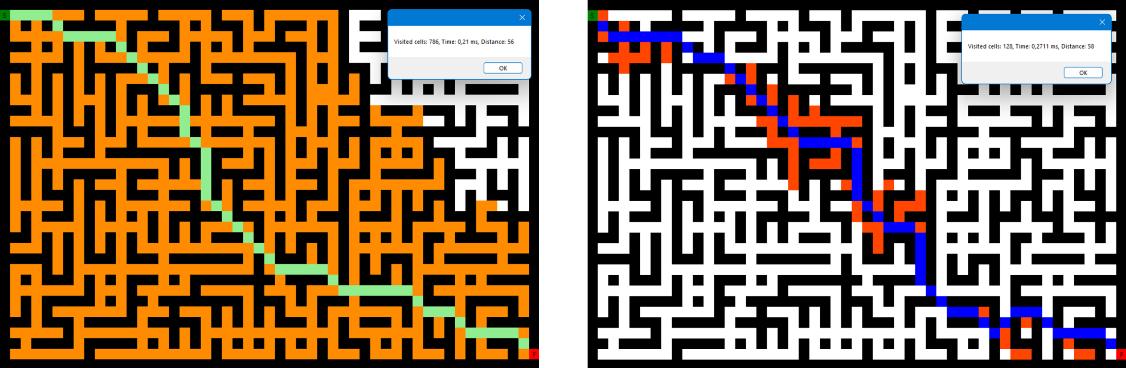 Visited cells: 786, Time: 0,21 ms, Distance: 56
OK
Visited cells: 128, Time: 0,2711 ms, Distance: 58
OK